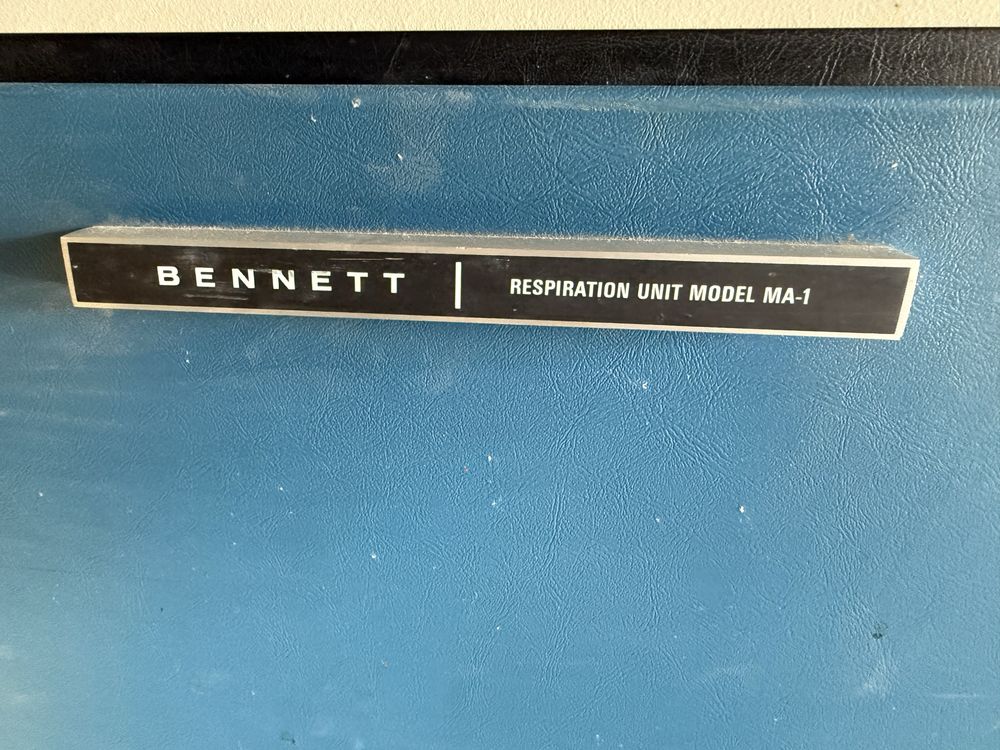 BENNETT | RESPIRATION UNIT MODEL MA-1